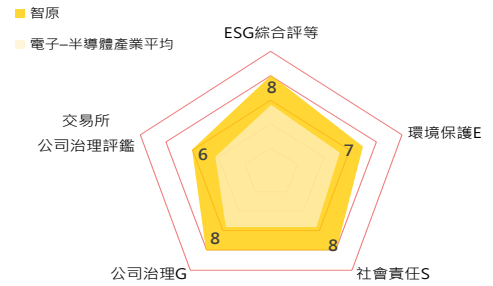 智原
電子–半導體產業平均
ESG綜合評等
8
交易所
公司治理評鑑
6
7
環境保護E
8
8
公司治理G
社會責任S